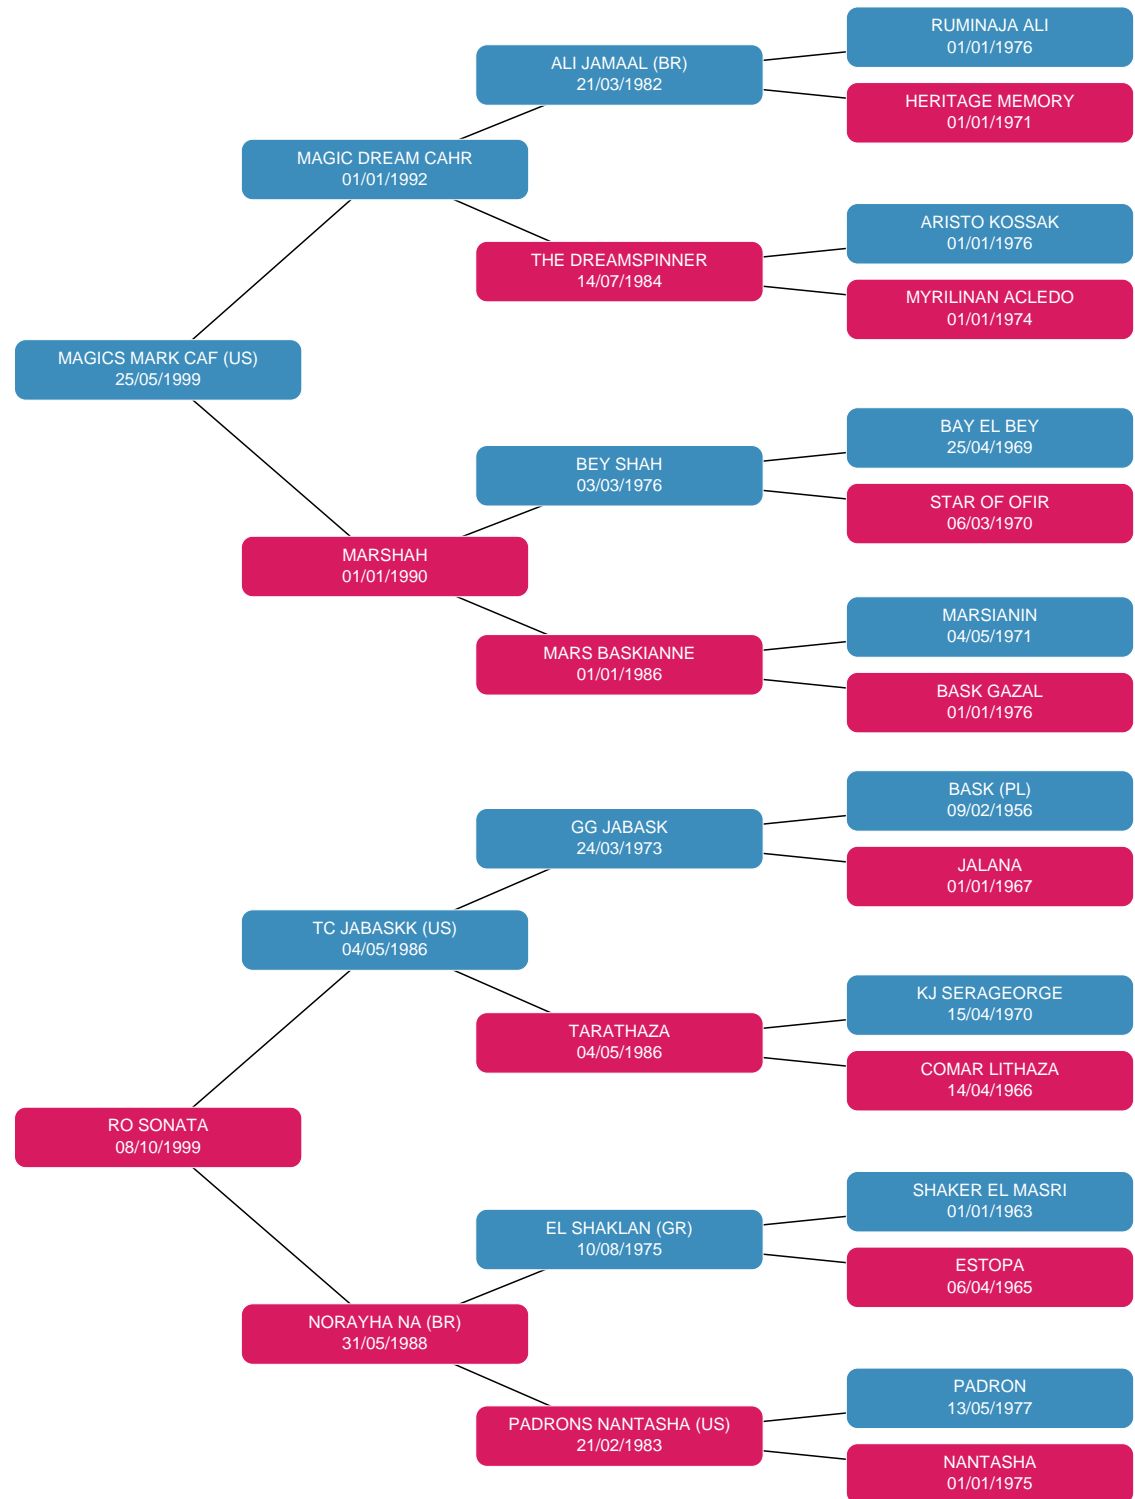 RUMINAJA ALI
01/01/1976
ALI JAMAAL (BR)
21/03/1982
HERITAGE MEMORY
01/01/1971
MAGIC DREAM CAHR
01/01/1992
ARISTO KOSSAK
01/01/1976
THE DREAMSPINNER
14/07/1984
MYRILINAN ACLEDO
01/01/1974
MAGICS MARK CAF (US)
25/05/1999
BAY EL BEY
25/04/1969
BEY SHAH
03/03/1976
STAR OF OFIR
06/03/1970
MARSHAH
01/01/1990
MARSIANIN
04/05/1971
MARS BASKIANNE
01/01/1986
BASK GAZAL
01/01/1976
BASK (PL)
09/02/1956
GG JABASK
24/03/1973
JALANA
01/01/1967
TC JABASKK (US)
04/05/1986
KJ SERAGEORGE
15/04/1970
TARATHAZA
04/05/1986
COMAR LITHAZA
14/04/1966
RO SONATA
08/10/1999
SHAKER EL MASRI
01/01/1963
EL SHAKLAN (GR)
10/08/1975
ESTOPA
06/04/1965
NORAYHA NA (BR)
31/05/1988
PADRON
13/05/1977
PADRONS NANTASHA (US)
21/02/1983
NANTASHA
01/01/1975